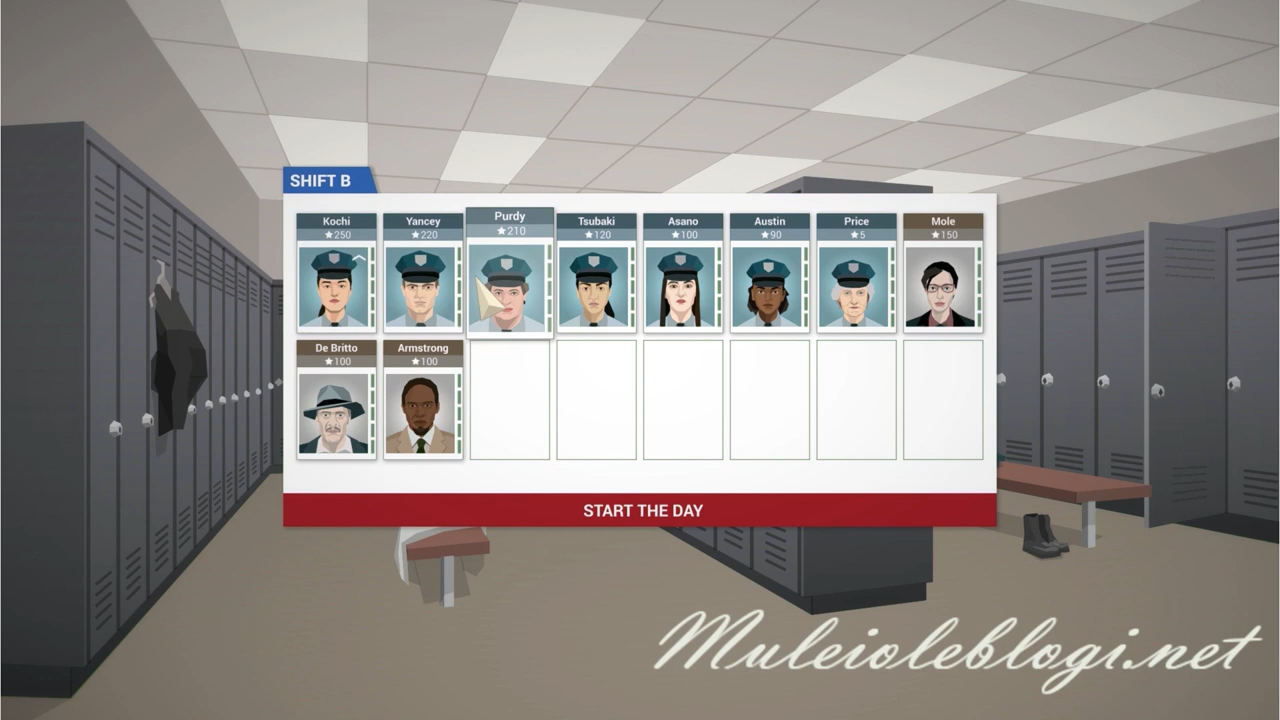 SHIFT B
Kochi Yancey Purdy Tsubaki Asano Austin Price Mole
★250 ★220 ★210 ★120 ★100 ★90 ★5 ★150
De Britto Armstrong
★100 ★100
START THE DAY
Muleioleblogi.net